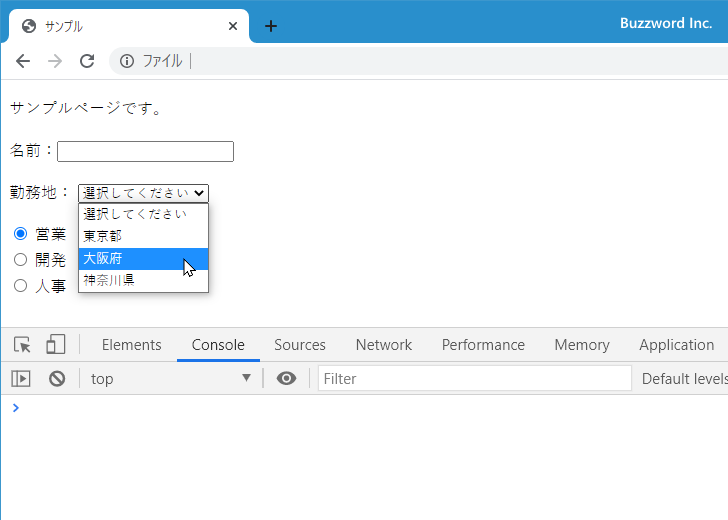 サンプル
Buzzword Inc.
ファイル
サンプルページです。
名前：
勤務地： 選択してください
選択してください
東京都
大阪府
神奈川県
営業
開発
人事
Elements Console Sources Network Performance Memory Application
top Filter Default levels